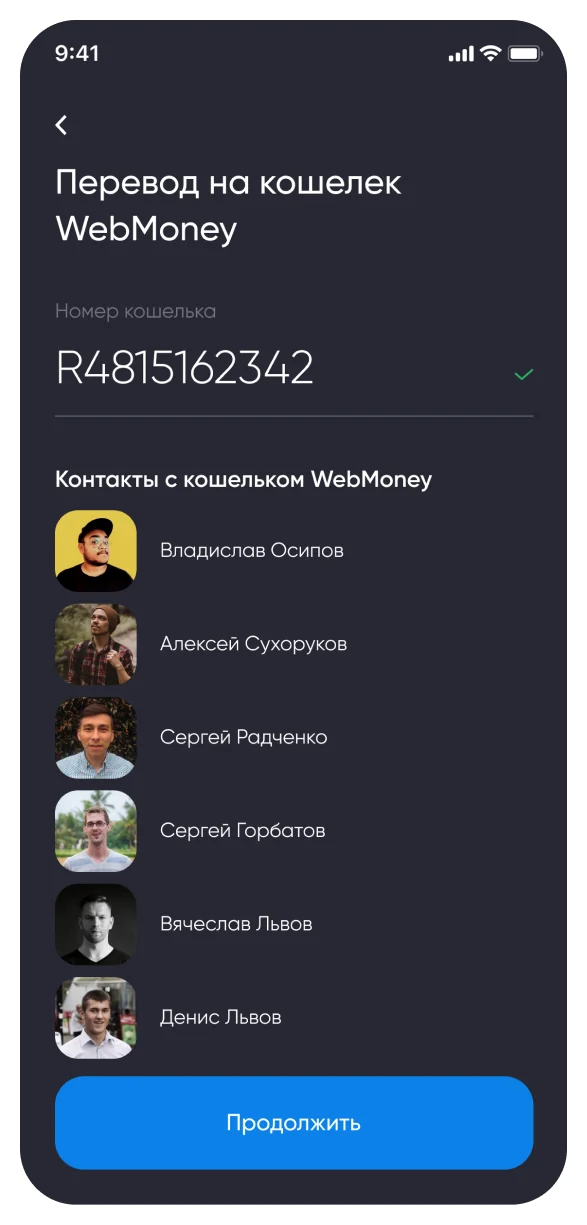 9:41
Перевод на кошелек
WebMoney
Номер кошелька
R4815162342
Контакты с кошельком WebMoney
Владислав Осипов
Алексей Сухоруков
Сергей Радченко
Сергей Горбатов
Вячеслав Львов
Денис Львов
Продолжить